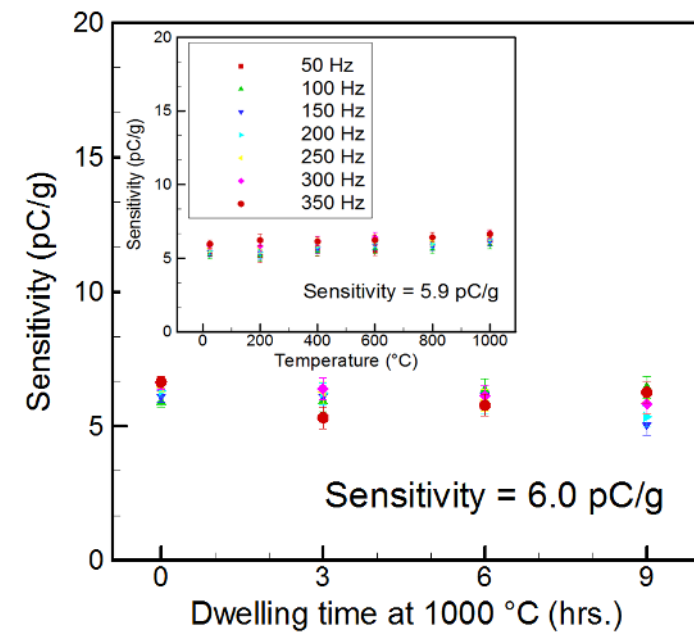 20
15
10
5
0
Sensitivity (pC/g)
0 3 6 9
Dwelling time at 1000 °C (hrs.)
Sensitivity = 6.0 pC/g
20
15
10
5
0
Sensitivity (pC/g)
50 Hz
100 Hz
150 Hz
200 Hz
250 Hz
300 Hz
350 Hz
Sensitivity = 5.9 pC/g
0 200 400 600 800 1000
Temperature (°C)